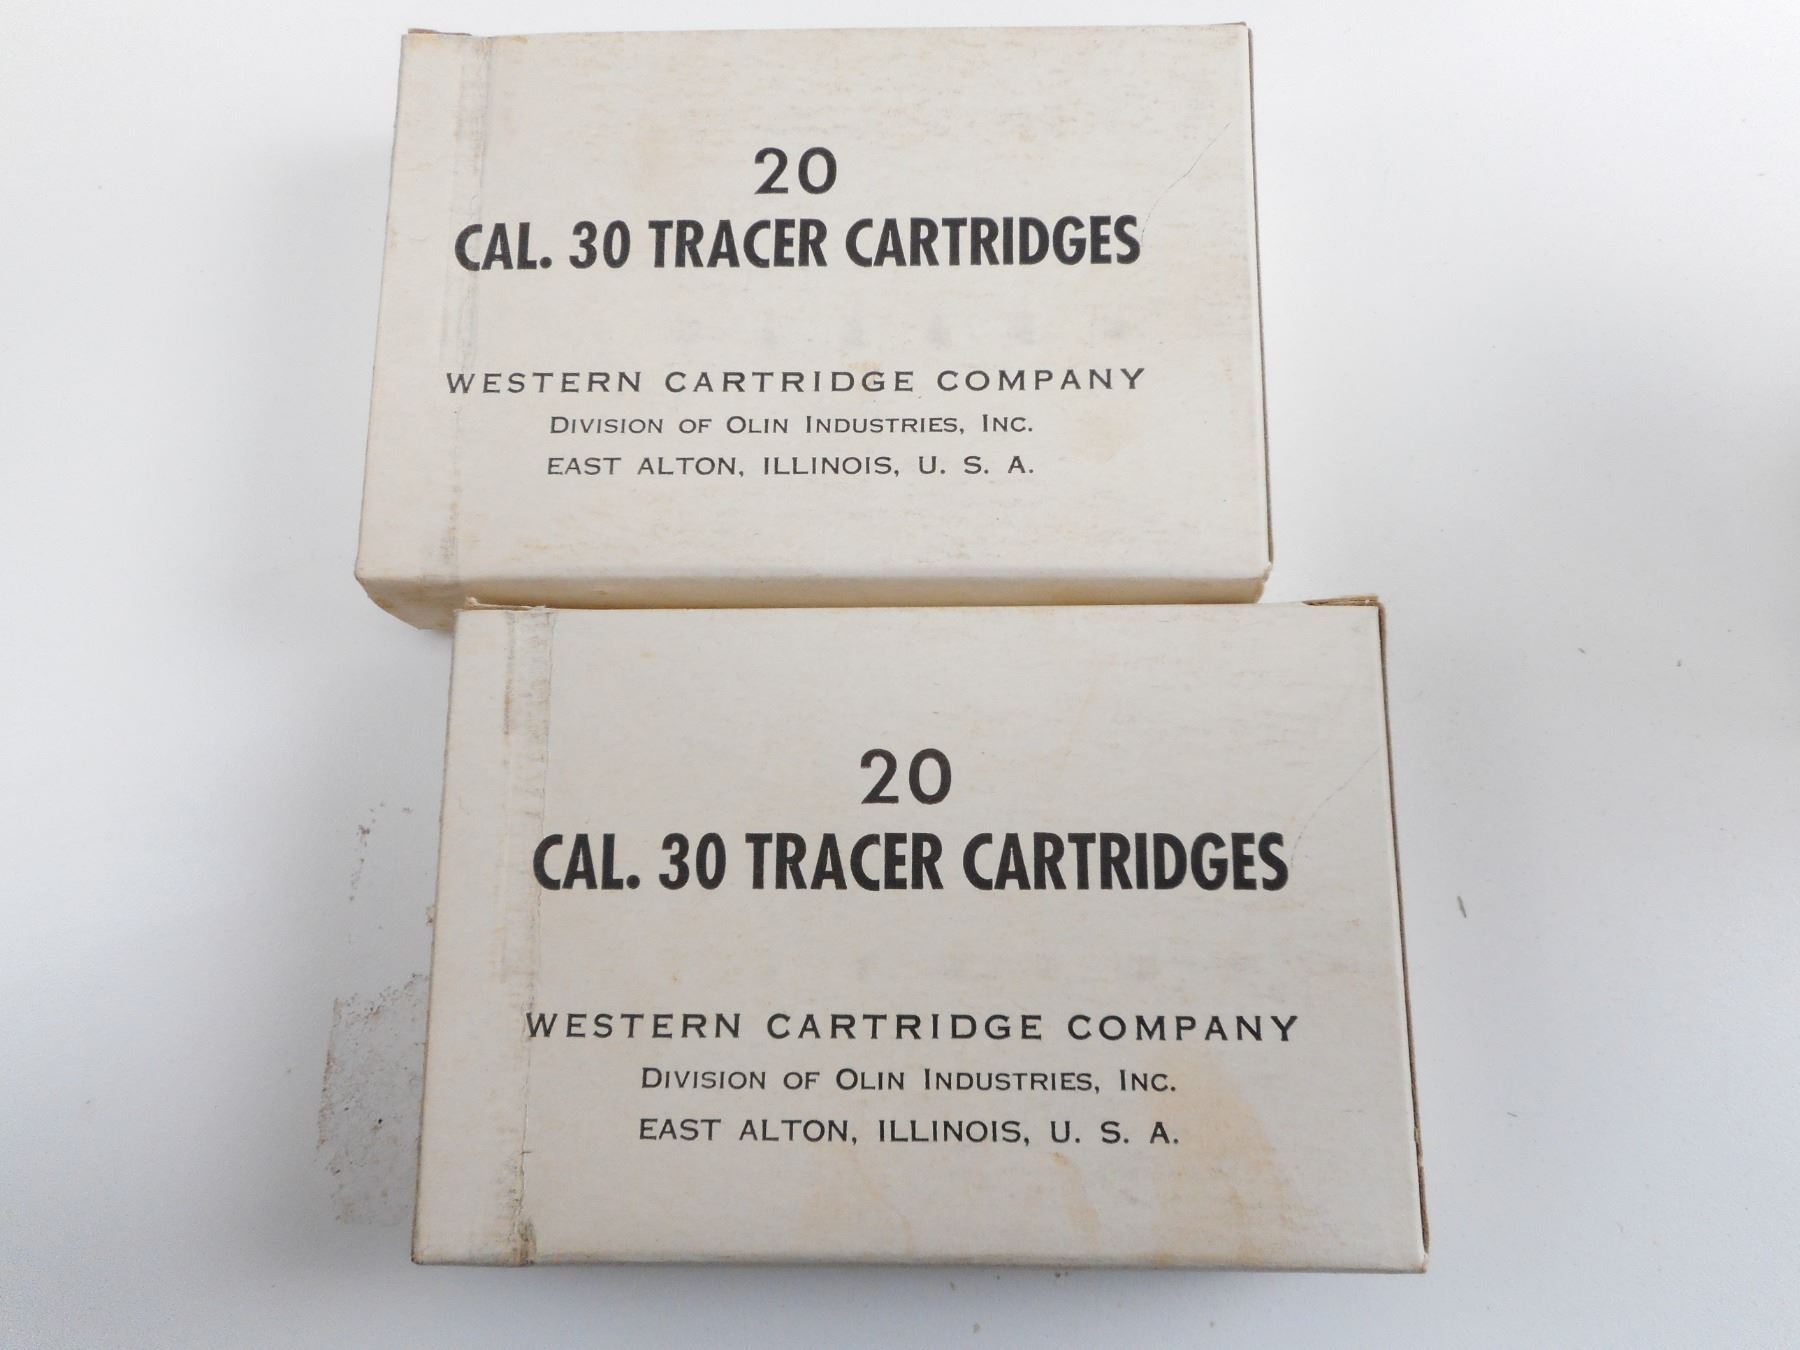 20
CAL. 30 TRACER CARTRIDGES
WESTERN CARTRIDGE COMPANY
DIVISION OF OLIN INDUSTRIES, INC.
EAST ALTON, ILLINOIS, U. S. A.
20
CAL. 30 TRACER CARTRIDGES
WESTERN CARTRIDGE COMPANY
DIVISION OF OLIN INDUSTRIES, INC.
EAST ALTON, ILLINOIS, U. S. A.